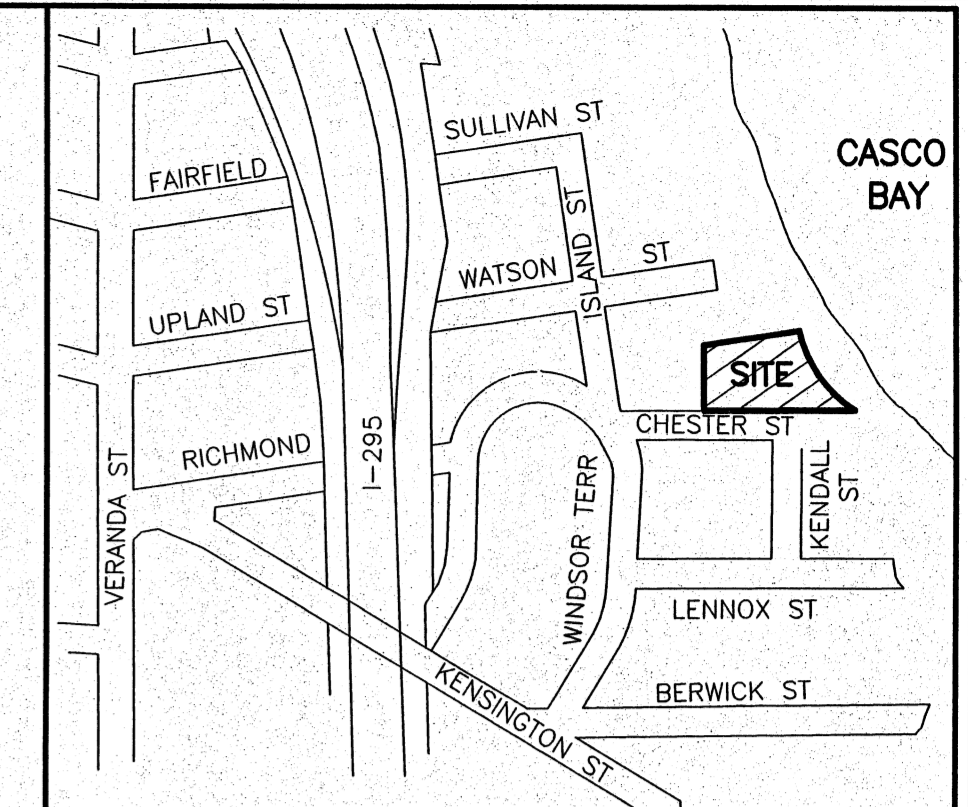 SULLIVAN ST
CASCO
BAY
FAIRFIELD
ISLAND ST
WATSON ST
UPLAND ST
SITE
CHESTER ST
RICHMOND
I-295
VERANDA ST
WINDSOR TERR
KENDALL
ST
LENNOX ST
KENSINGTON ST
BERWICK ST